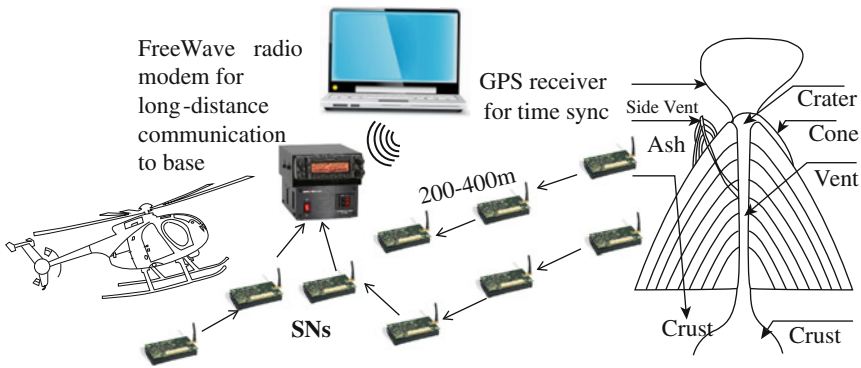 FreeWave radio
modem for
long-distance
communication
to base
GPS receiver
for time sync
200-400m
SNs
Side Vent
Ash
Crater
Cone
Vent
Crust
Crust